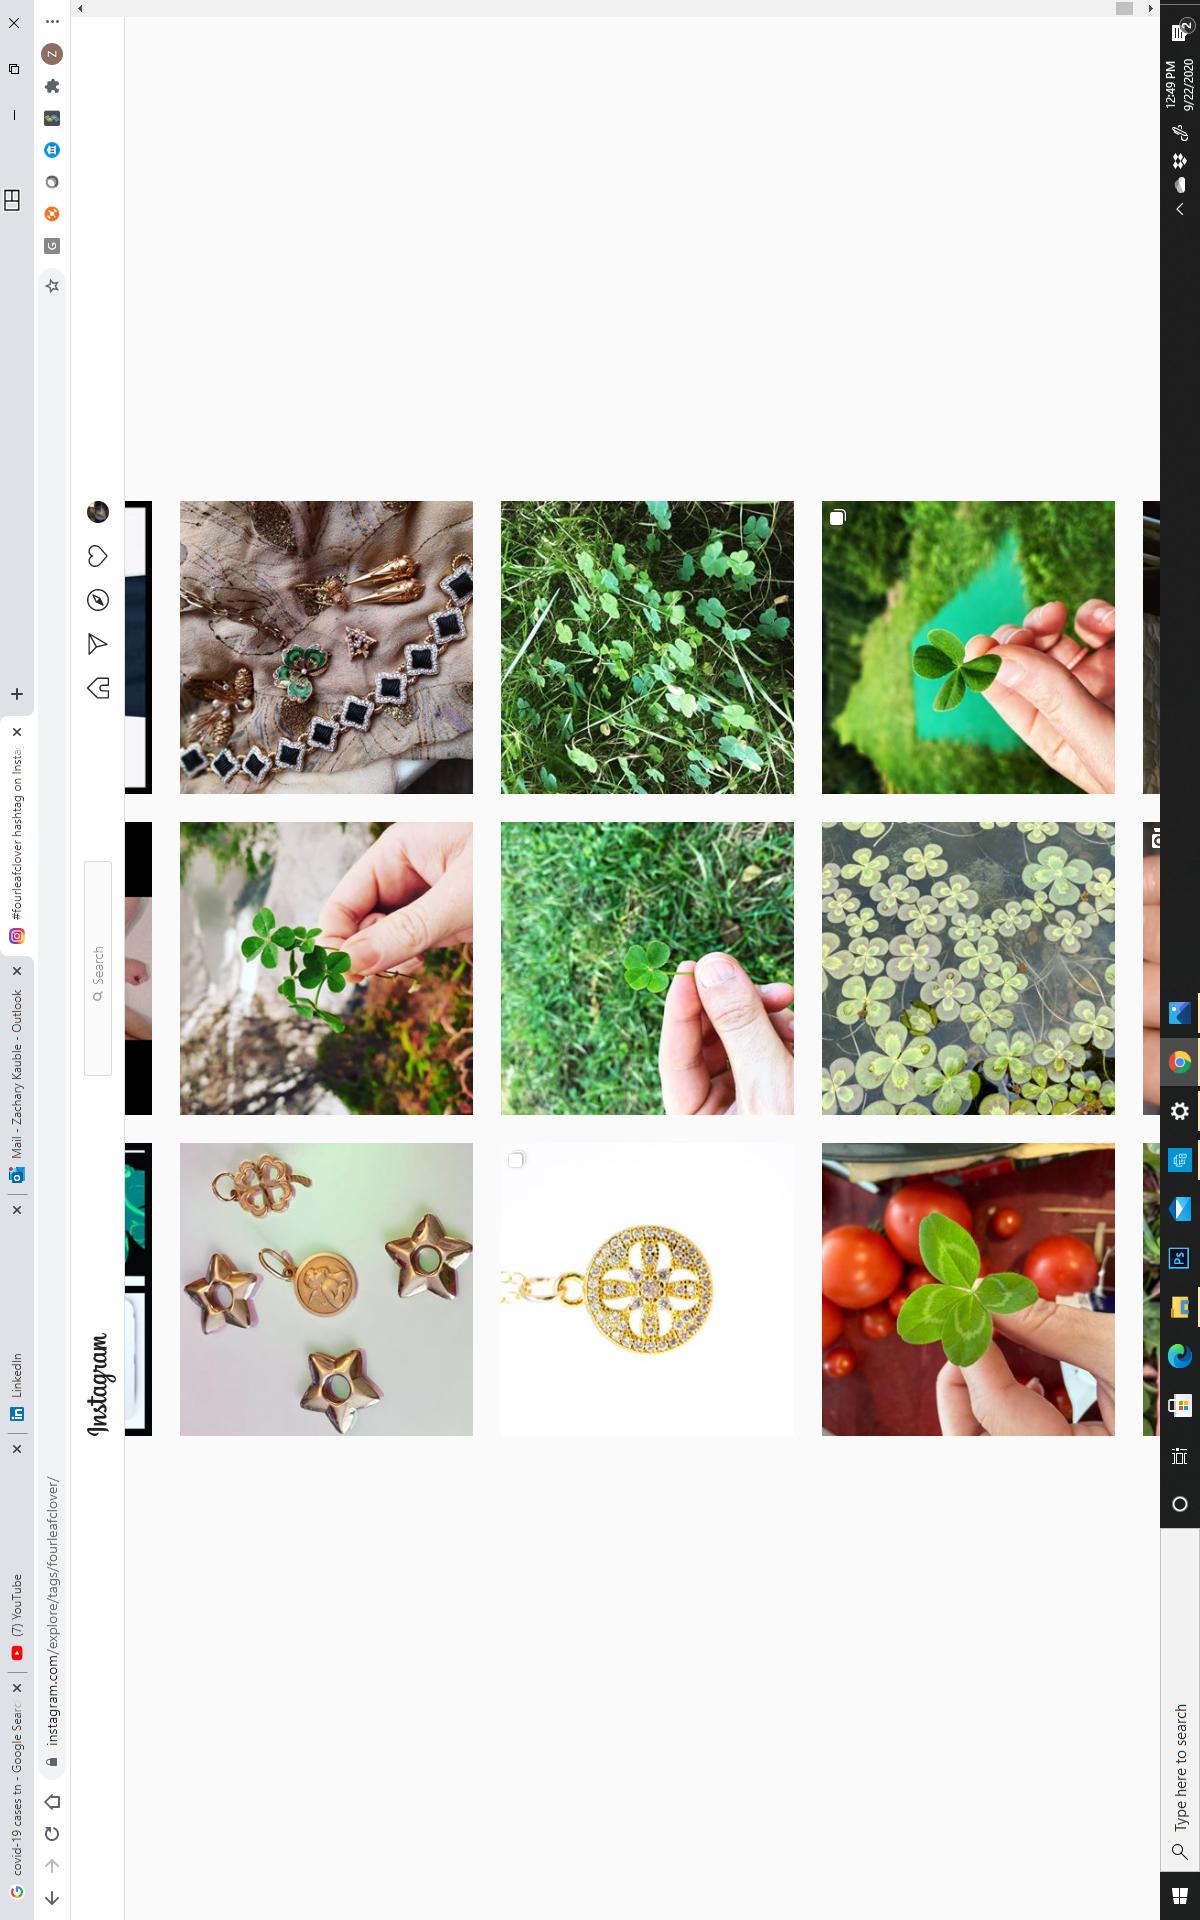 covid-19 cases tn - Google Searc
(7) YouTube
LinkedIn
Mail - Zachary Kauble - Outlook
#fourleafclover hashtag on Insta
instagram.com/explore/tags/fourleafclover/
G
Z
Instagram
Search
Type here to search
Ps
12:49 PM
9/22/2020
2